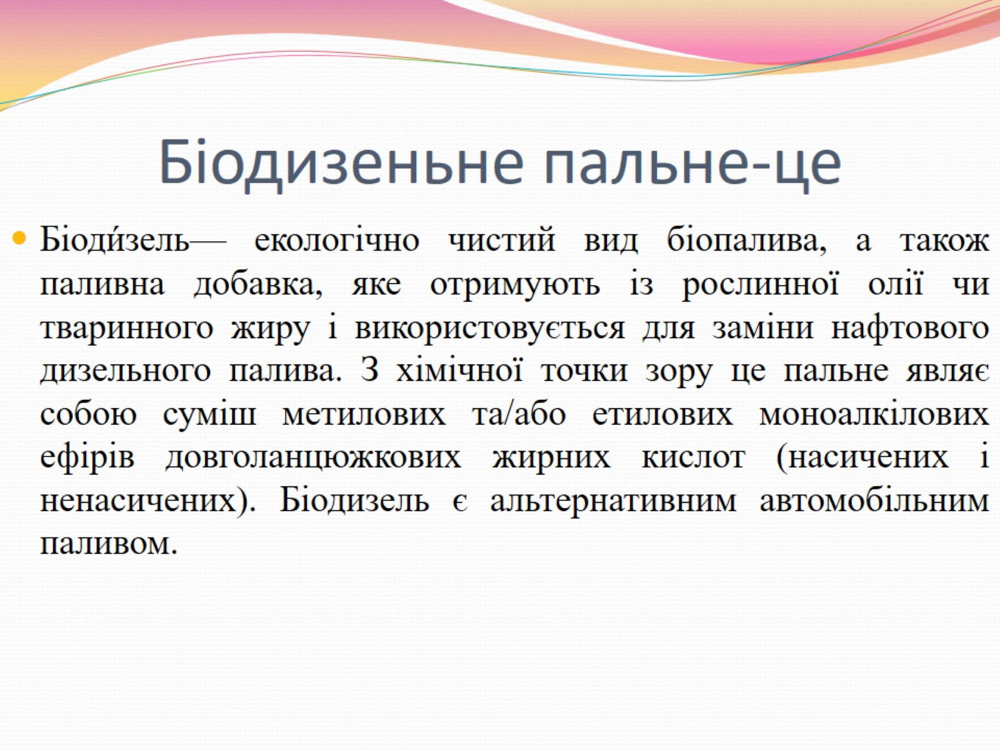 Біодизеньне пальне-це
• Біоди́зель— екологічно чистий вид біопалива, а також
паливна добавка, яке отримують із рослинної олії чи
тваринного жиру і використовується для заміни нафтового
дизельного палива. З хімічної точки зору це пальне являє
собою суміш метилових та/або етилових моноалкілових
ефірів довголанцюжкових жирних кислот (насичених і
ненасичених). Біодизель є альтернативним автомобільним
паливом.